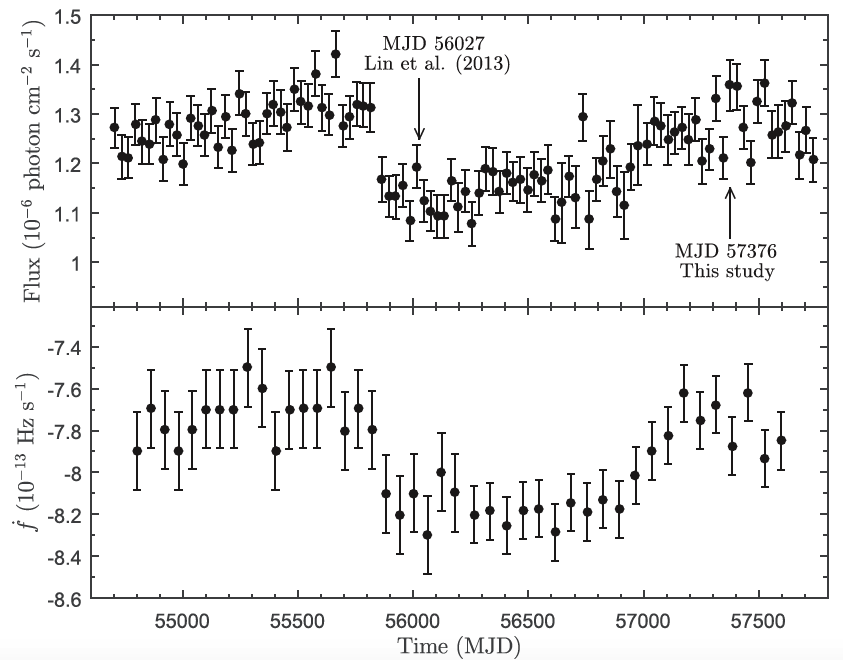 1.5
1.4
1.3
1.2
1.1
1
Flux (10⁻⁶ photon cm⁻² s⁻¹)
MJD 56027
Lin et al. (2013)
MJD 57376
This study
-7.4
-7.6
-7.8
-8
-8.2
-8.4
-8.6
ḟ (10⁻¹³ Hz s⁻¹)
55000 55500 56000 56500 57000 57500
Time (MJD)